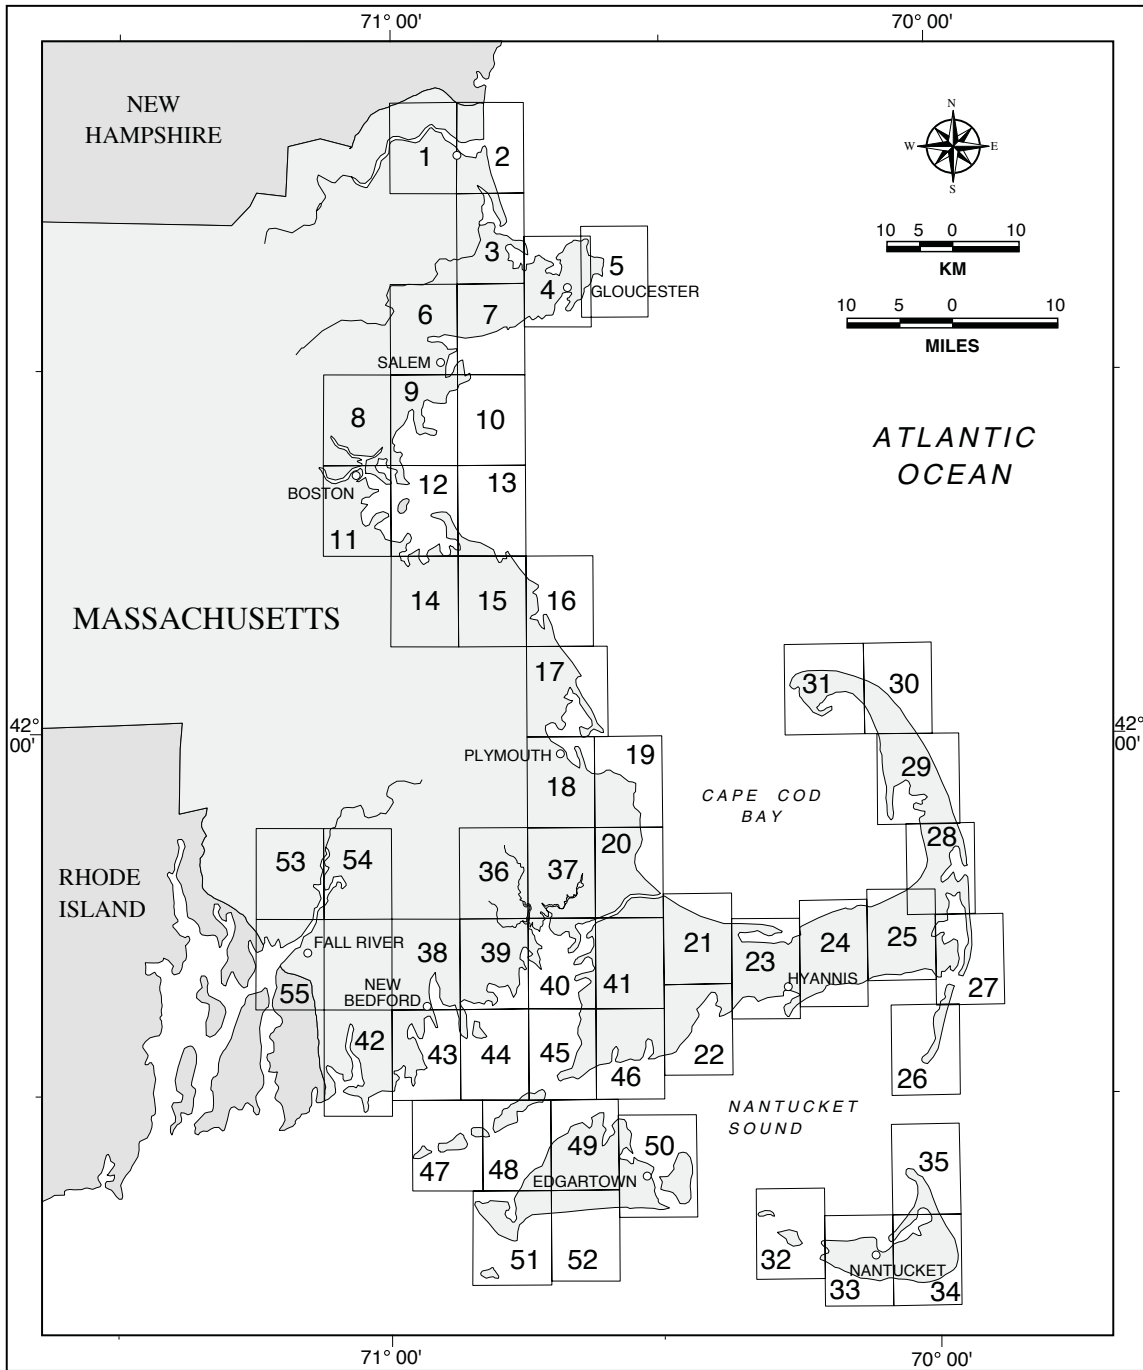 71° 00'
70° 00'
NEW
HAMPSHIRE
N
W
E
S
1
2
3
4
5
GLOUCESTER
10 5 0 10
KM
10 5 0 10
MILES
6
7
SALEM
8
9
10
ATLANTIC
OCEAN
BOSTON
11
12
13
MASSACHUSETTS
14
15
16
17
31
30
42°
00'
42°
00'
PLYMOUTH
18
19
29
CAPE COD
BAY
20
28
53
54
36
37
RHODE
ISLAND
FALL RIVER
38
39
21
23
24
25
HYANNIS
NEW
BEDFORD
40
41
27
55
42
43
44
45
46
22
26
NANTUCKET
SOUND
47
48
49
50
EDGARTOWN
35
51
52
32
NANTUCKET
33
34
71° 00'
70° 00'